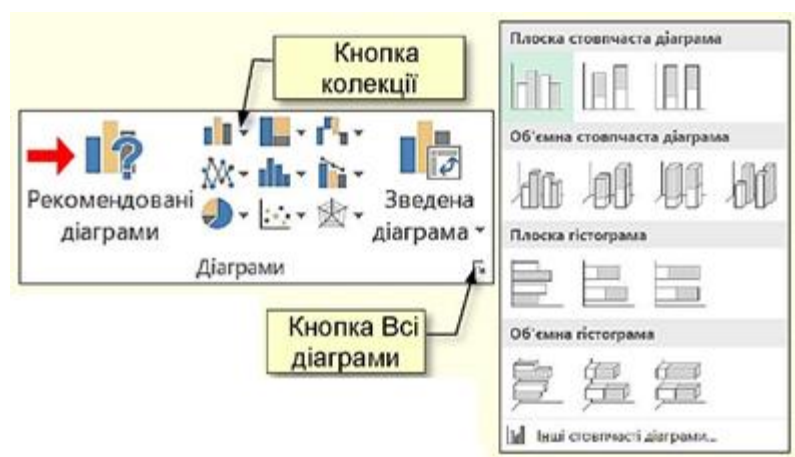 Кнопка
колекції
Рекомендовані
діаграми
Зведена
діаграма
Діаграми
Кнопка Всі
діаграми
Плоска стовпчаста діаграма
Об'ємна стовпчаста діаграма
Плоска гістограма
Об'ємна гістограма
Інші стовпчасті діаграми...